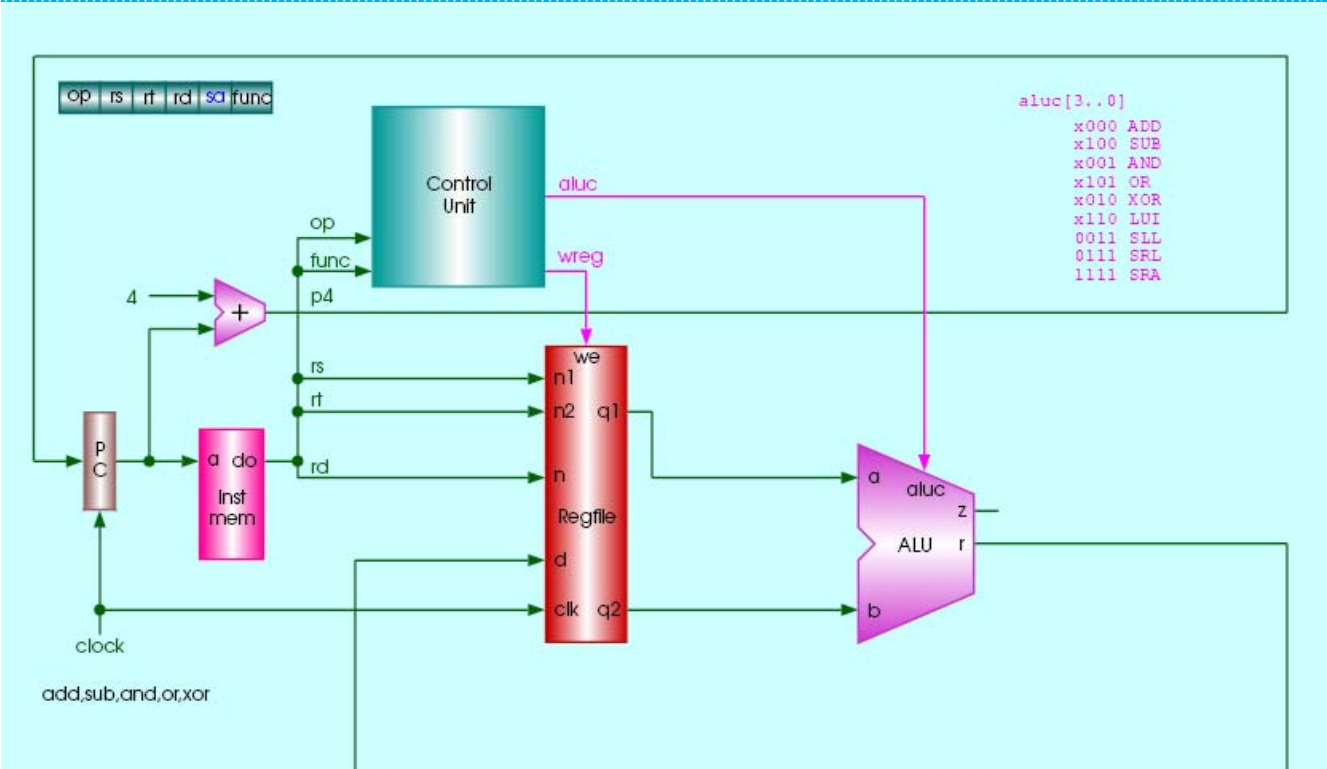 op rs rt rd sa func
aluc[3..0]
x000 ADD
x100 SUB
x001 AND
x101 OR
x010 XOR
x110 LUI
0011 SLL
0111 SRL
1111 SRA
Control
Unit
aluc
wreg
op
func
4
+
p4
we
rs
n1
rt
n2 q1
PC
a do
Inst
mem
rd
n
Regfile
d
clk q2
a
aluc
z
ALU r
b
clock
add,sub,and,or,xor